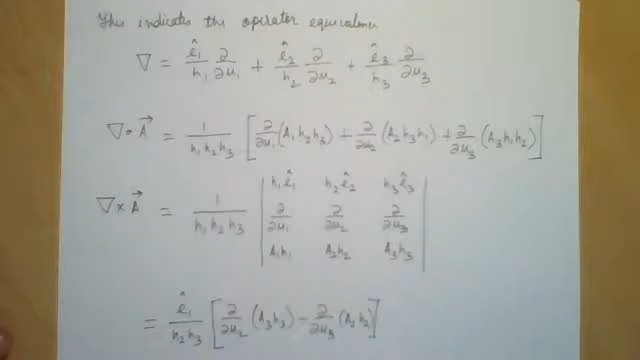 This indicates the operator equivalence
∇ = ê₁/h₁ ∂/∂u₁ + ê₂/h₂ ∂/∂u₂ + ê₃/h₃ ∂/∂u₃
∇∘A⃗ = 1/(h₁h₂h₃) [∂/∂u₁(A₁h₂h₃) + ∂/∂u₂(A₂h₃h₁) + ∂/∂u₃(A₃h₁h₂)]
∇×A⃗ = 1/(h₁h₂h₃) | h₁ê₁ h₂ê₂ h₃ê₃
∂/∂u₁ ∂/∂u₂ ∂/∂u₃
A₁h₁ A₂h₂ A₃h₃ |
= ê₁/(h₂h₃) [∂/∂u₂ (A₃h₃) − ∂/∂u₃ (A₂h₂)]